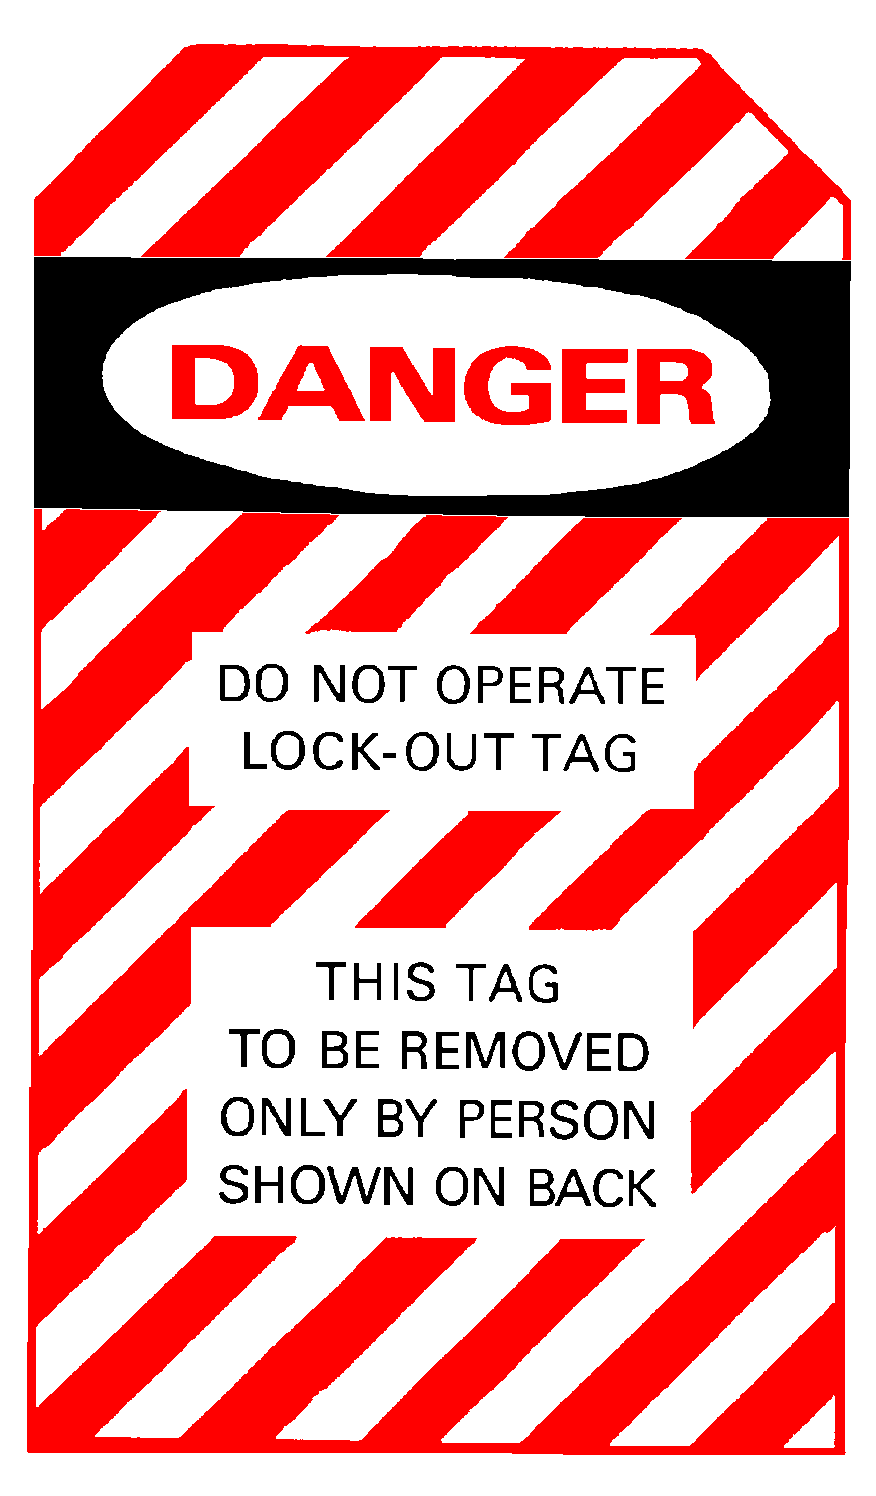 DANGER
DO NOT OPERATE
LOCK-OUT TAG
THIS TAG
TO BE REMOVED
ONLY BY PERSON
SHOWN ON BACK